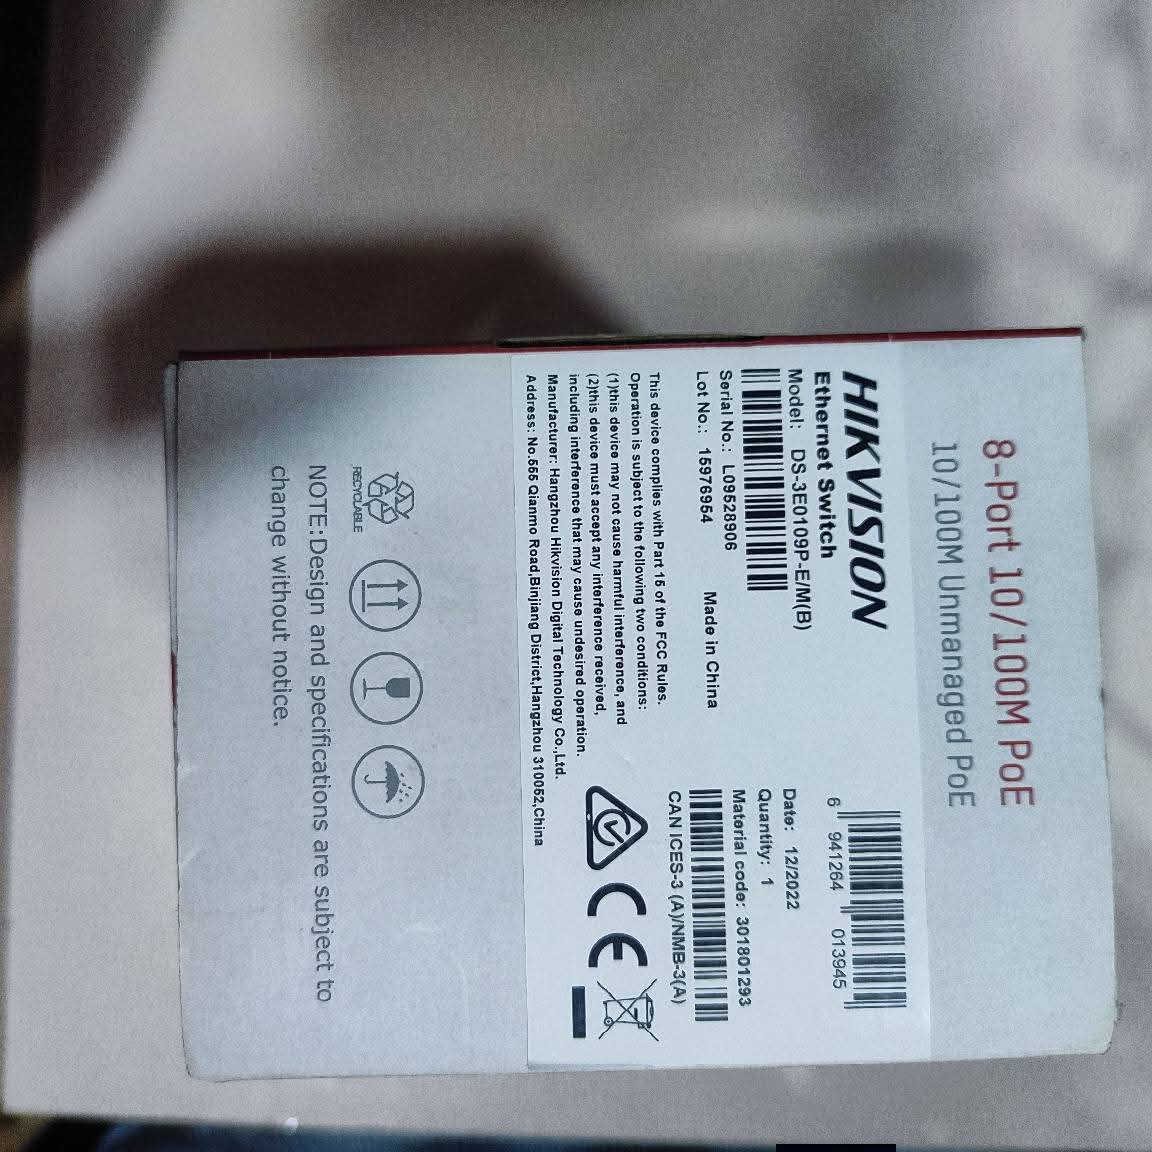 8-Port 10/100M PoE
10/100M Unmanaged PoE
HIKVISION
Ethernet Switch
Model: DS-3E0109P-E/M(B)
Serial No.: L09528906
Lot No.: 15976954
Made in China
6 941264 013945
Date: 12/2022
Quantity: 1
Material code: 301801293
CAN ICES-3 (A)/NMB-3(A)
This device complies with Part 15 of the FCC Rules.
Operation is subject to the following two conditions:
(1)this device may not cause harmful interference, and
(2)this device must accept any interference received,
including interference that may cause undesired operation.
Manufacturer: Hangzhou Hikvision Digital Technology Co.,Ltd.
Address: No.555 Qianmo Road,Binjiang District,Hangzhou 310052,China
CE
RECYCLABLE
NOTE:Design and specifications are subject to
change without notice.